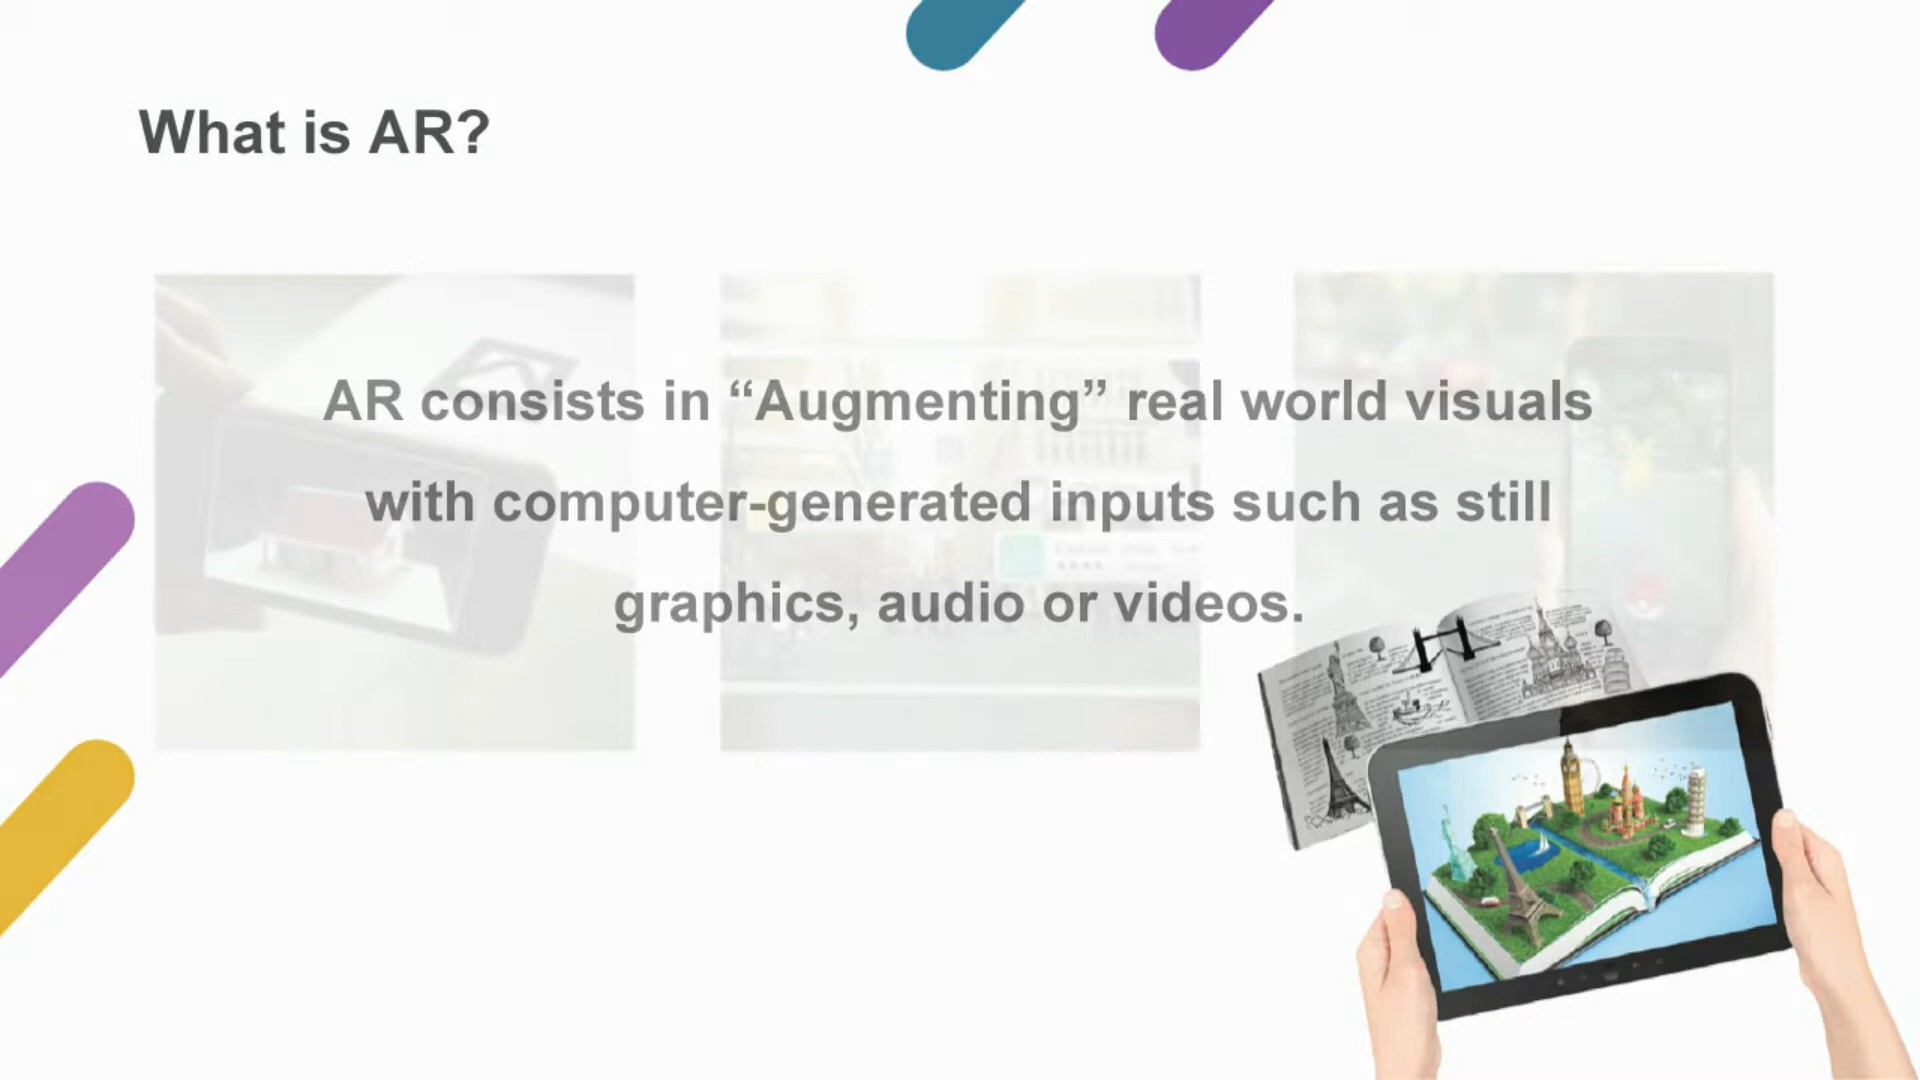 What is AR?
AR consists in “Augmenting” real world visuals
with computer-generated inputs such as still
graphics, audio or videos.